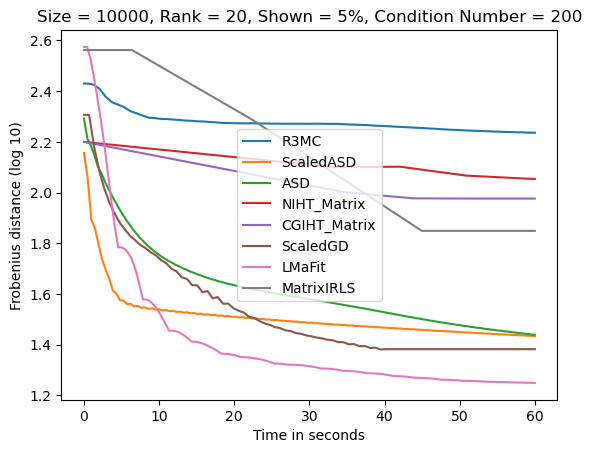 Size = 10000, Rank = 20, Shown = 5%, Condition Number = 200
Frobenius distance (log 10)
2.6
2.4
2.2
2.0
1.8
1.6
1.4
1.2
R3MC
ScaledASD
ASD
NIHT_Matrix
CGIHT_Matrix
ScaledGD
LMaFit
MatrixIRLS
0 10 20 30 40 50 60
Time in seconds